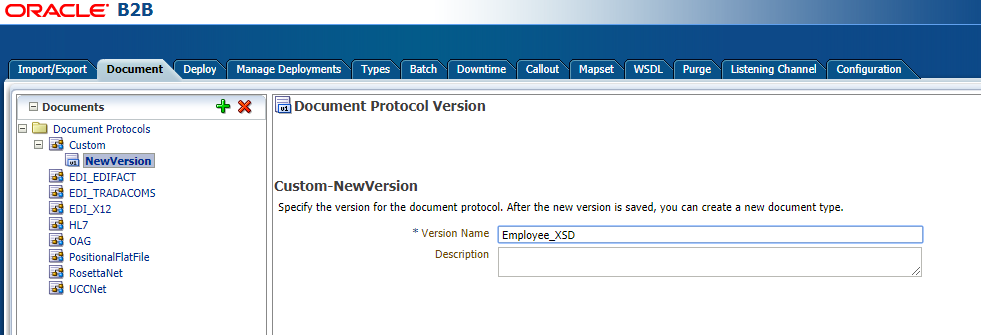 ORACLE B2B
Import/Export Document Deploy Manage Deployments Types Batch Downtime Callout Mapset WSDL Purge Listening Channel Configuration
Documents
Document Protocols
Custom
v1 NewVersion
EDI_EDIFACT
EDI_TRADACOMS
EDI_X12
HL7
OAG
PositionalFlatFile
RosettaNet
UCCNet
v1 Document Protocol Version
Custom-NewVersion
Specify the version for the document protocol. After the new version is saved, you can create a new document type.
* Version Name Employee_XSD
Description